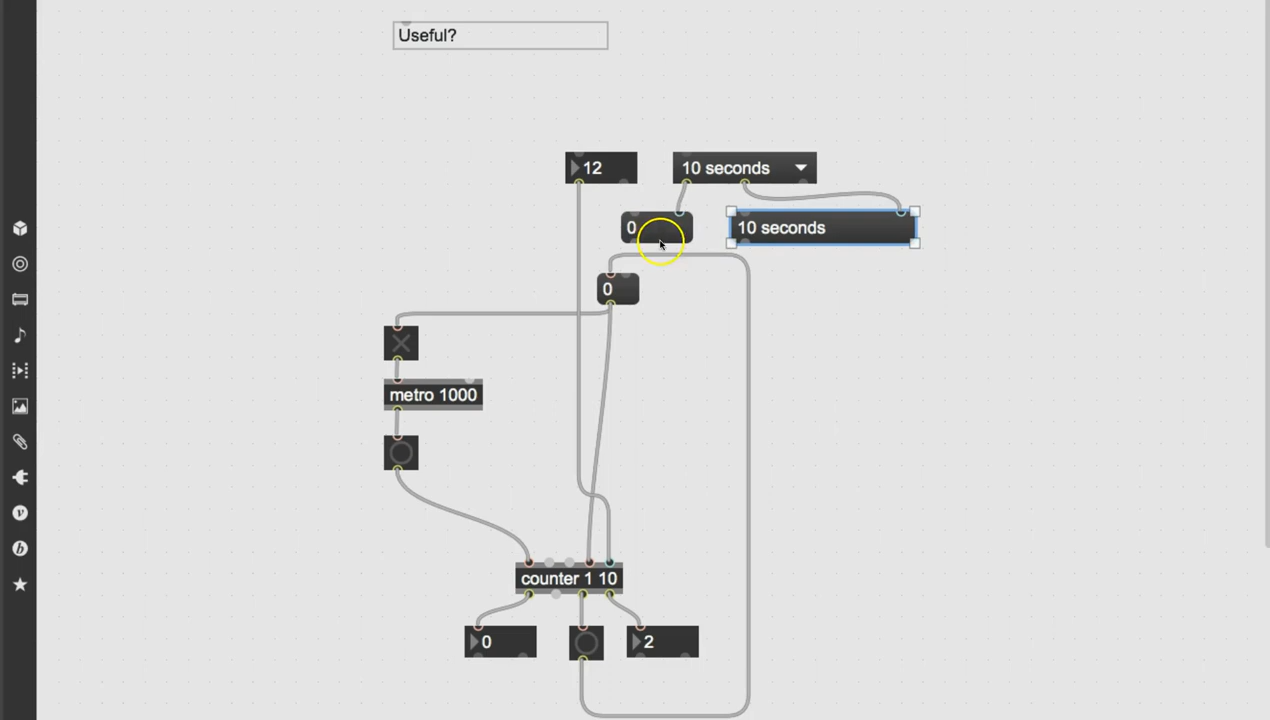 Useful?
12
10 seconds
0
10 seconds
0
metro 1000
counter 1 10
0
2